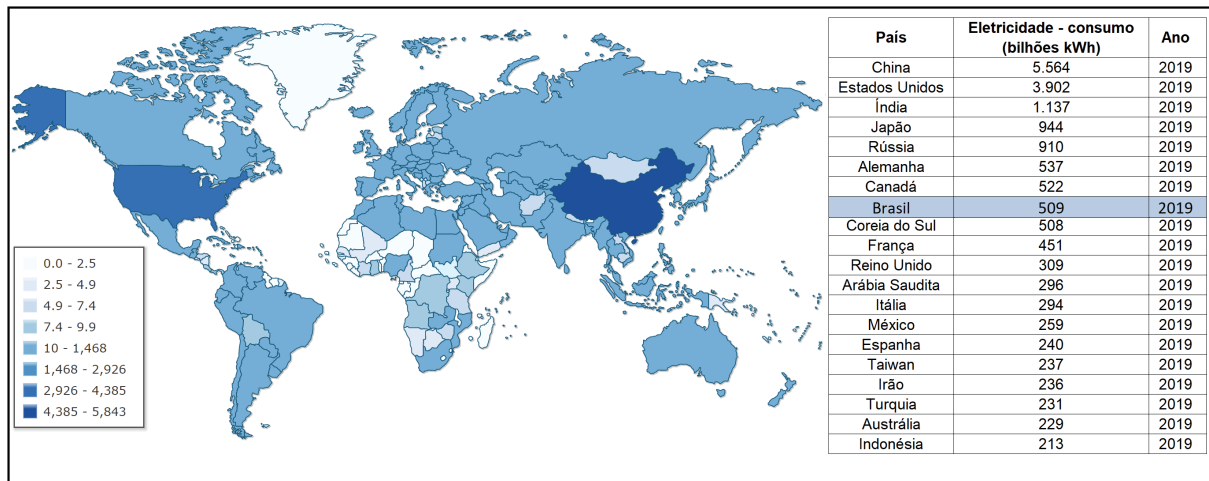 0.0 - 2.5
2.5 - 4.9
4.9 - 7.4
7.4 - 9.9
10 - 1,468
1,468 - 2,926
2,926 - 4,385
4,385 - 5,843
País Eletricidade - consumo (bilhões kWh) Ano
China 5.564 2019
Estados Unidos 3.902 2019
Índia 1.137 2019
Japão 944 2019
Rússia 910 2019
Alemanha 537 2019
Canadá 522 2019
Brasil 509 2019
Coreia do Sul 508 2019
França 451 2019
Reino Unido 309 2019
Arábia Saudita 296 2019
Itália 294 2019
México 259 2019
Espanha 240 2019
Taiwan 237 2019
Irão 236 2019
Turquia 231 2019
Austrália 229 2019
Indonésia 213 2019